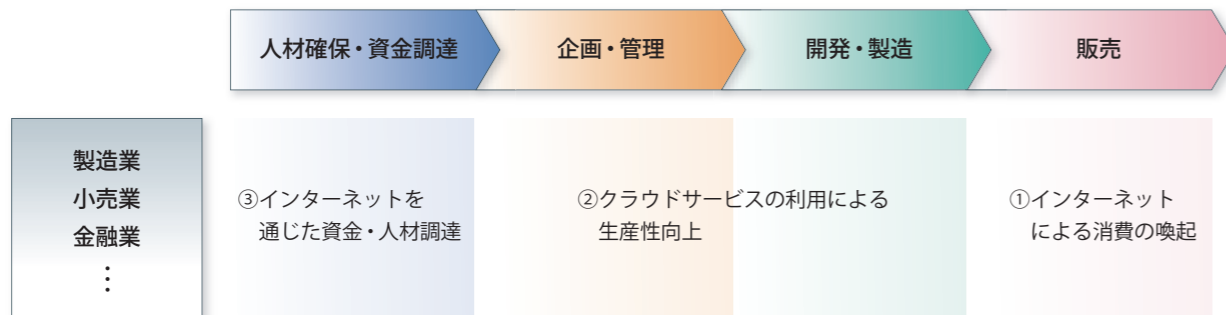 人材確保・資金調達
企画・管理
開発・製造
販売
製造業
小売業
金融業
⋮
③インターネットを
通じた資金・人材調達
②クラウドサービスの利用による
生産性向上
①インターネット
による消費の喚起